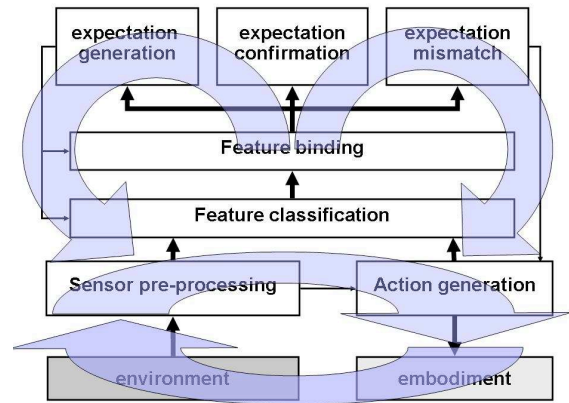 expectation
generation
expectation
confirmation
expectation
mismatch
Feature binding
Feature classification
Sensor pre-processing
Action generation
environment
embodiment